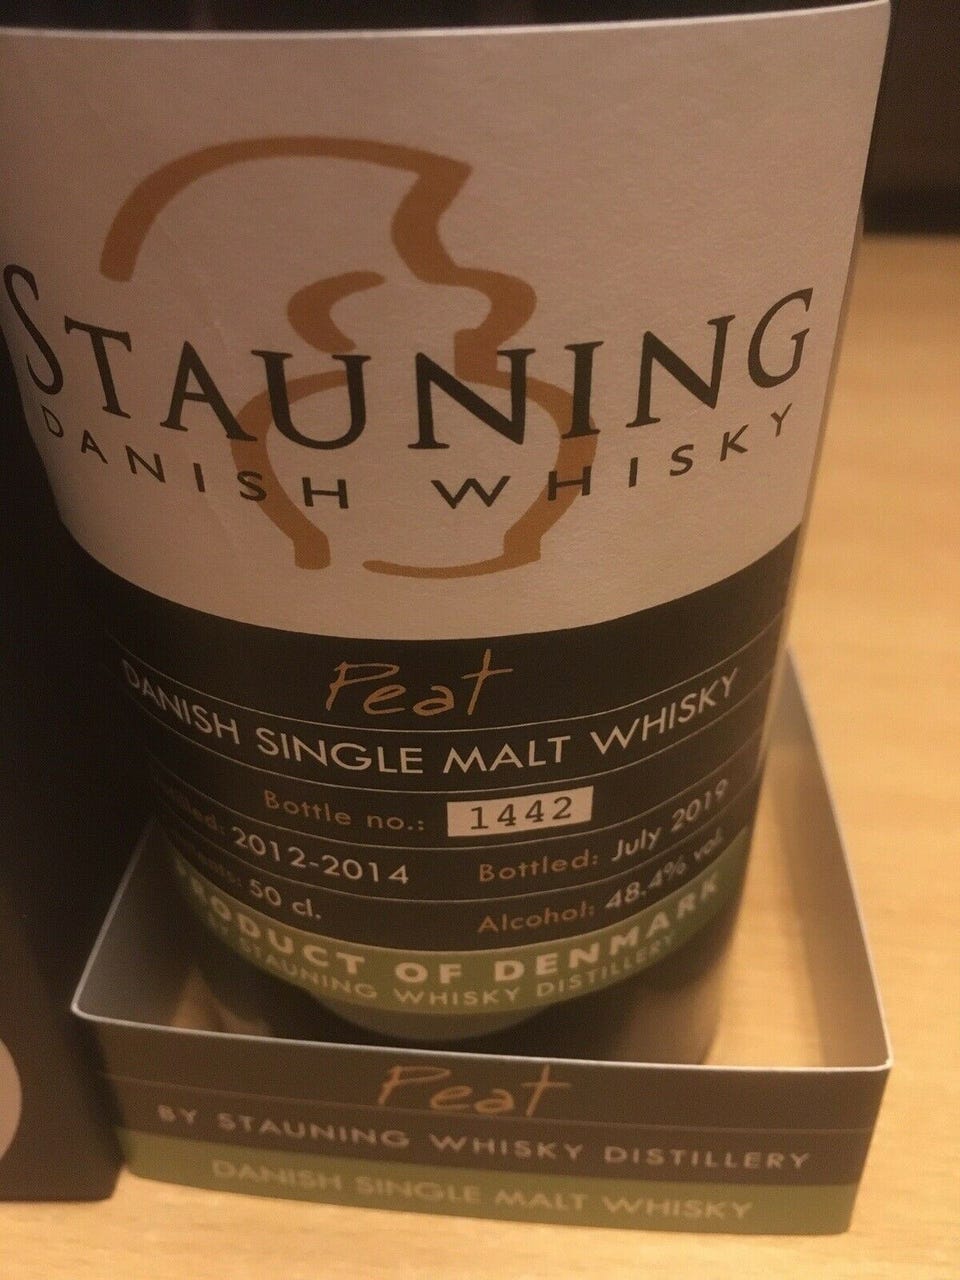 STAUNING
DANISH WHISKY
Peat
DANISH SINGLE MALT WHISKY
Bottle no.: 1442
2012-2014 Bottled: July 2019
50 cl. Alcohol: 48.4% vol.
PRODUCT OF DENMARK
BY STAUNING WHISKY DISTILLERY
Peat
BY STAUNING WHISKY DISTILLERY
DANISH SINGLE MALT WHISKY